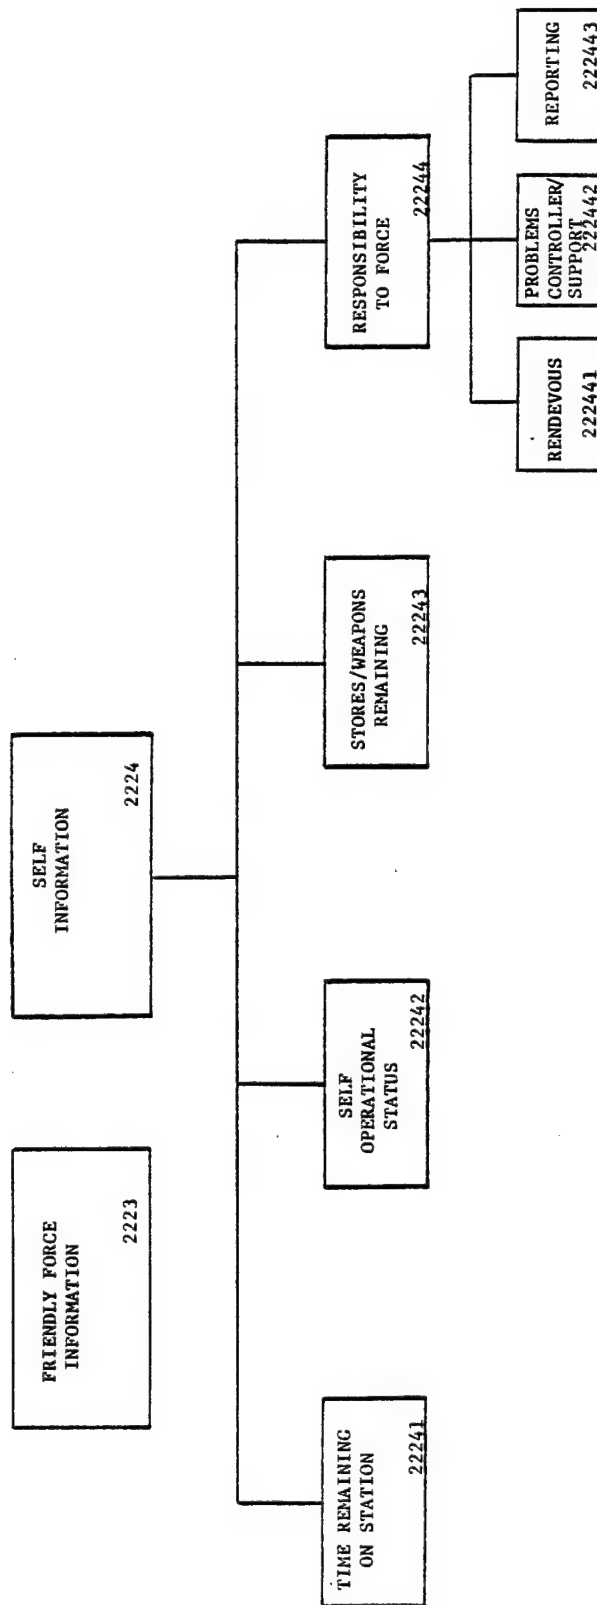 FRIENDLY FORCE
INFORMATION
2223
SELF
INFORMATION
2224
TIME REMAINING
ON STATION
22241
SELF
OPERATIONAL
STATUS
22242
STORES/WEAPONS
REMAINING
22243
RESPONSIBILITY
TO FORCE
22244
RENDEVOUS
222441
PROBLEMS
CONTROLLER/
SUPPORT
222442
REPORTING
222443